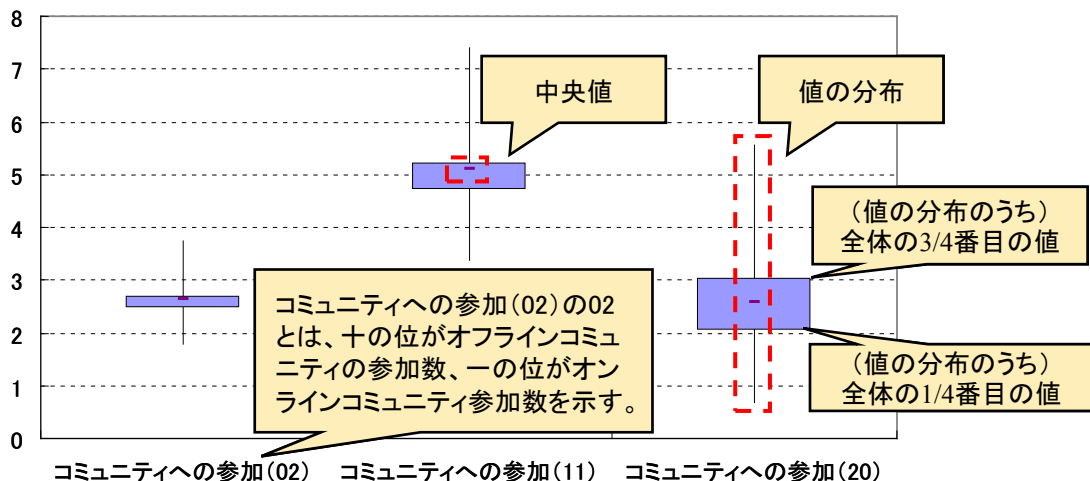 8
7
6
5
4
3
2
1
0
中央値
値の分布
（値の分布のうち）
全体の3/4番目の値
コミュニティへの参加（02）の02
とは、十の位がオフラインコミュ
ニティの参加数、一の位がオン
ラインコミュニティ参加数を示す。
（値の分布のうち）
全体の1/4番目の値
コミュニティへの参加（02）
コミュニティへの参加（11）
コミュニティへの参加（20）